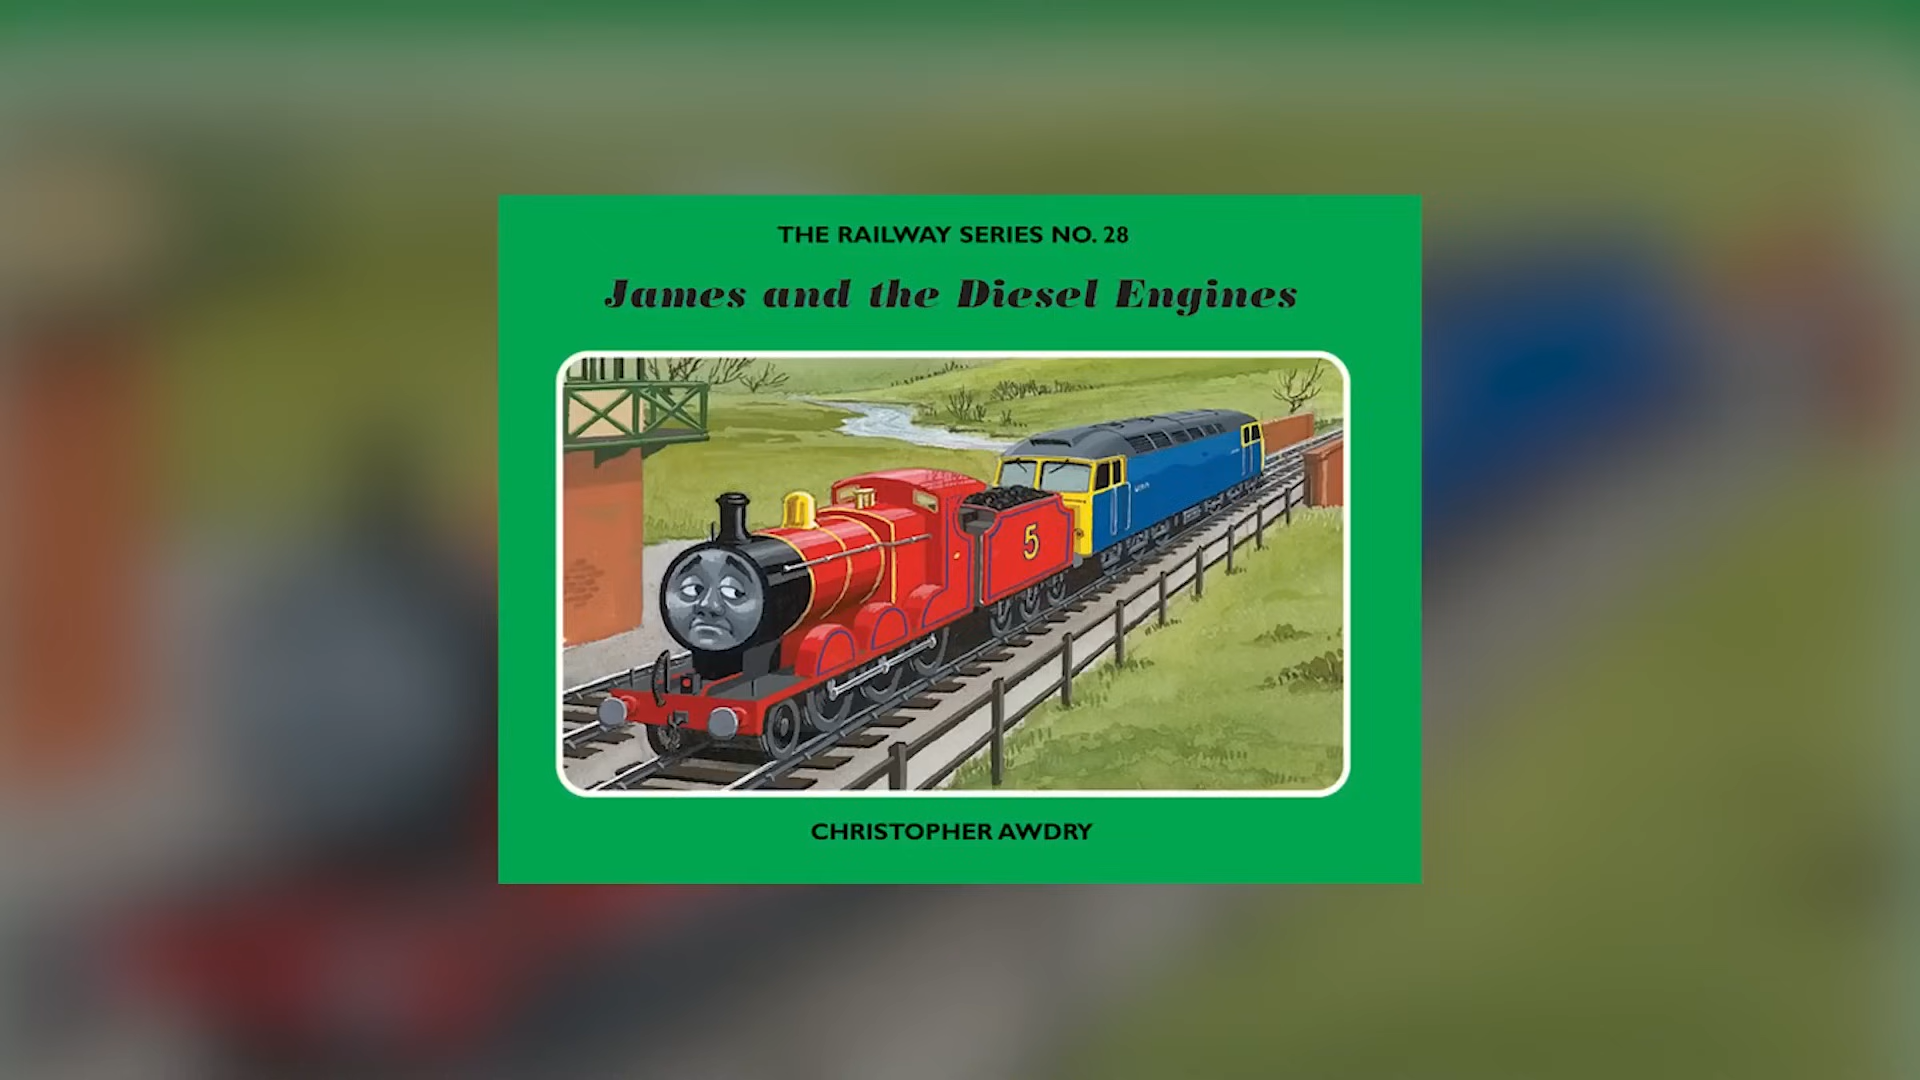 THE RAILWAY SERIES NO. 28
James and the Diesel Engines
5
CHRISTOPHER AWDRY